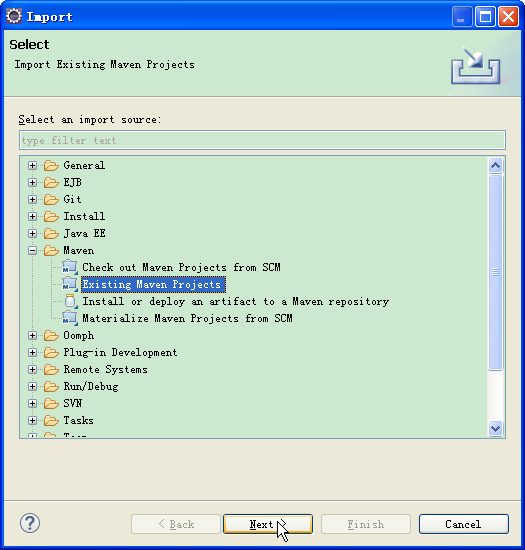 Import
Select
Import Existing Maven Projects
Select an import source:
type filter text
General
EJB
Git
Install
Java EE
Maven
Check out Maven Projects from SCM
Existing Maven Projects
Install or deploy an artifact to a Maven repository
Materialize Maven Projects from SCM
Oomph
Plug-in Development
Remote Systems
Run/Debug
SVN
Tasks
< Back
Next >
Finish
Cancel